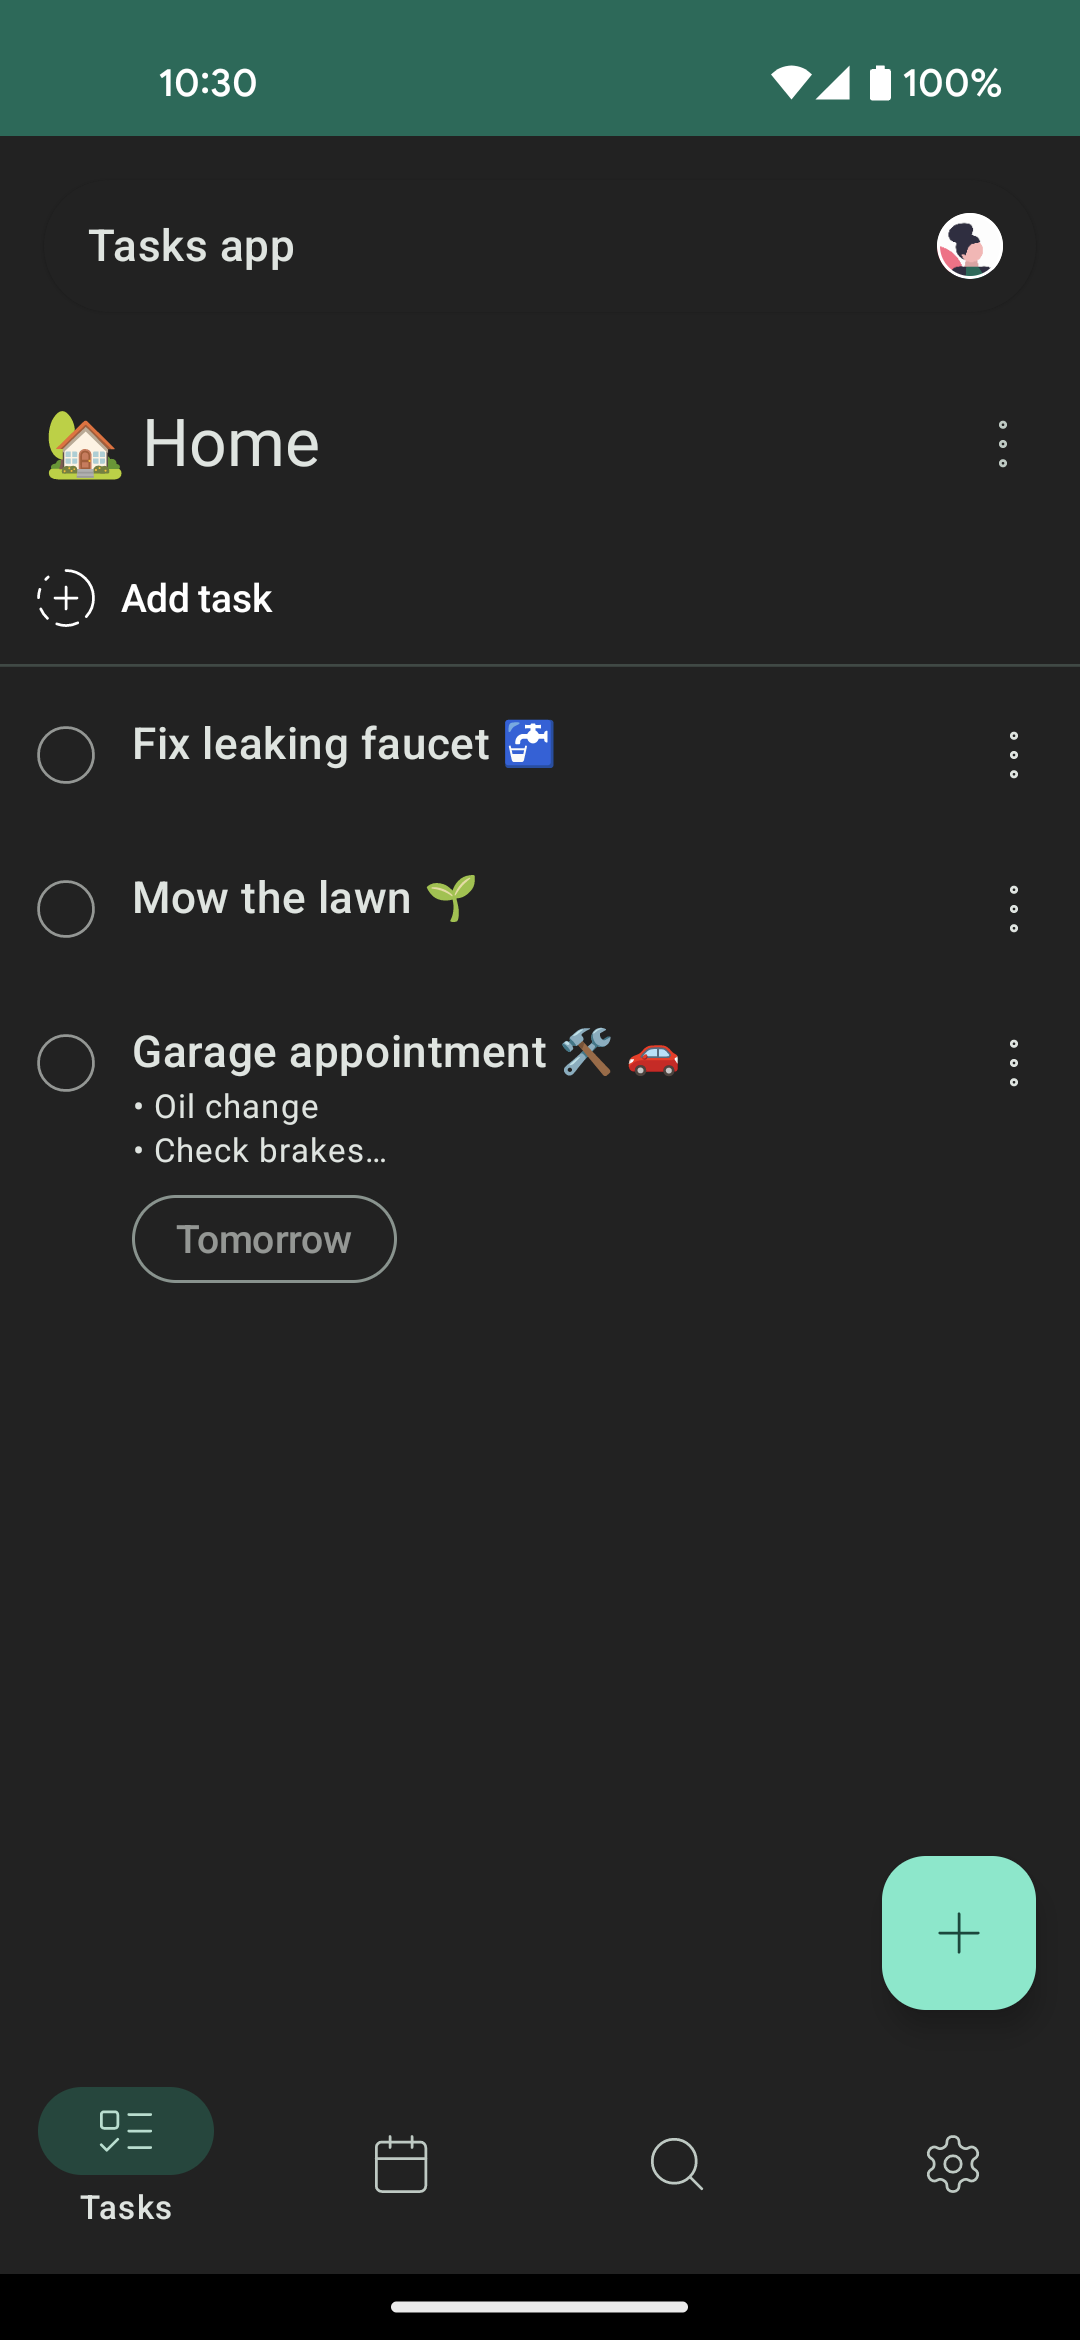 10:30 100%
Tasks app
🏡 Home
Add task
Fix leaking faucet 🚰
Mow the lawn 🌱
Garage appointment 🛠️ 🚗
• Oil change
• Check brakes…
Tomorrow
Tasks